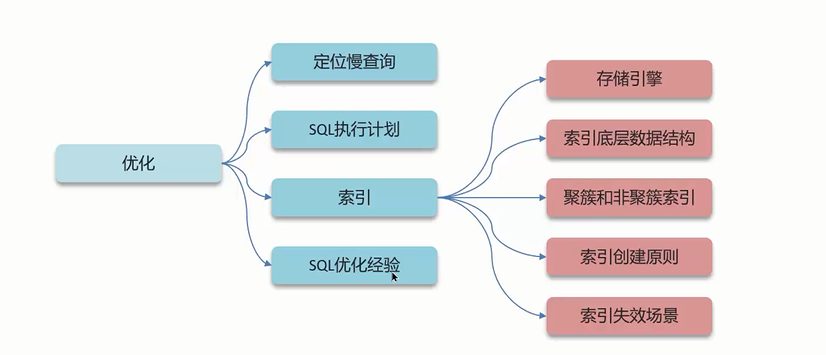 优化
定位慢查询
SQL执行计划
索引
SQL优化经验
存储引擎
索引底层数据结构
聚簇和非聚簇索引
索引创建原则
索引失效场景